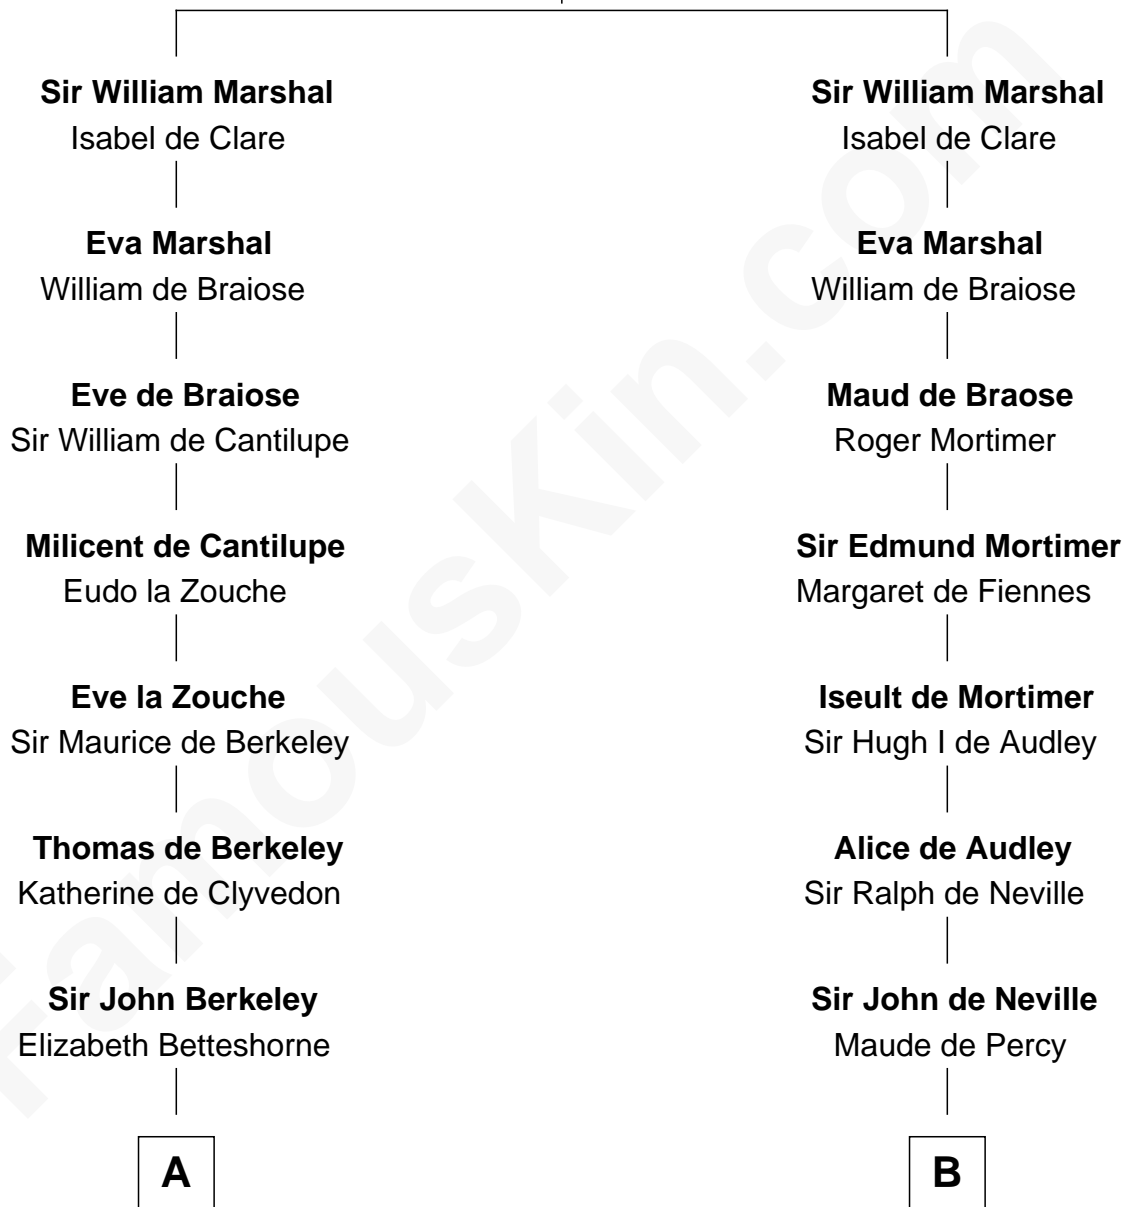 Sir William Marshal
Isabel de Clare
Eva Marshal
William de Braiose
Eve de Braiose
Sir William de Cantilupe
Milicent de Cantilupe
Eudo la Zouche
Eve la Zouche
Sir Maurice de Berkeley
Thomas de Berkeley
Katherine de Clyvedon
Sir John Berkeley
Elizabeth Betteshorne
A
Sir William Marshal
Isabel de Clare
Eva Marshal
William de Braiose
Maud de Braose
Roger Mortimer
Sir Edmund Mortimer
Margaret de Fiennes
Iseult de Mortimer
Sir Hugh I de Audley
Alice de Audley
Sir Ralph de Neville
Sir John de Neville
Maude de Percy
B
FamousKin.com